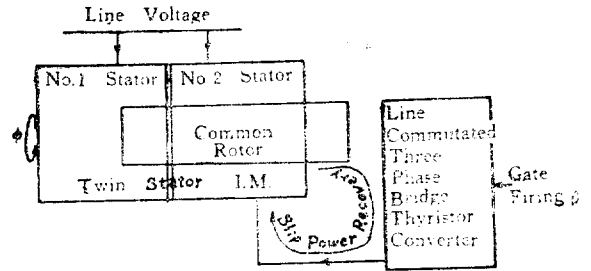 Line Voltage
No.1 Stator
No 2 Stator
Common
Rotor
ϕ
Twin Stator I.M.
Slip Power Recovery
Line
Commutated
Three
Phase
Bridge
Thyristor
Converter
Gate
Firing β